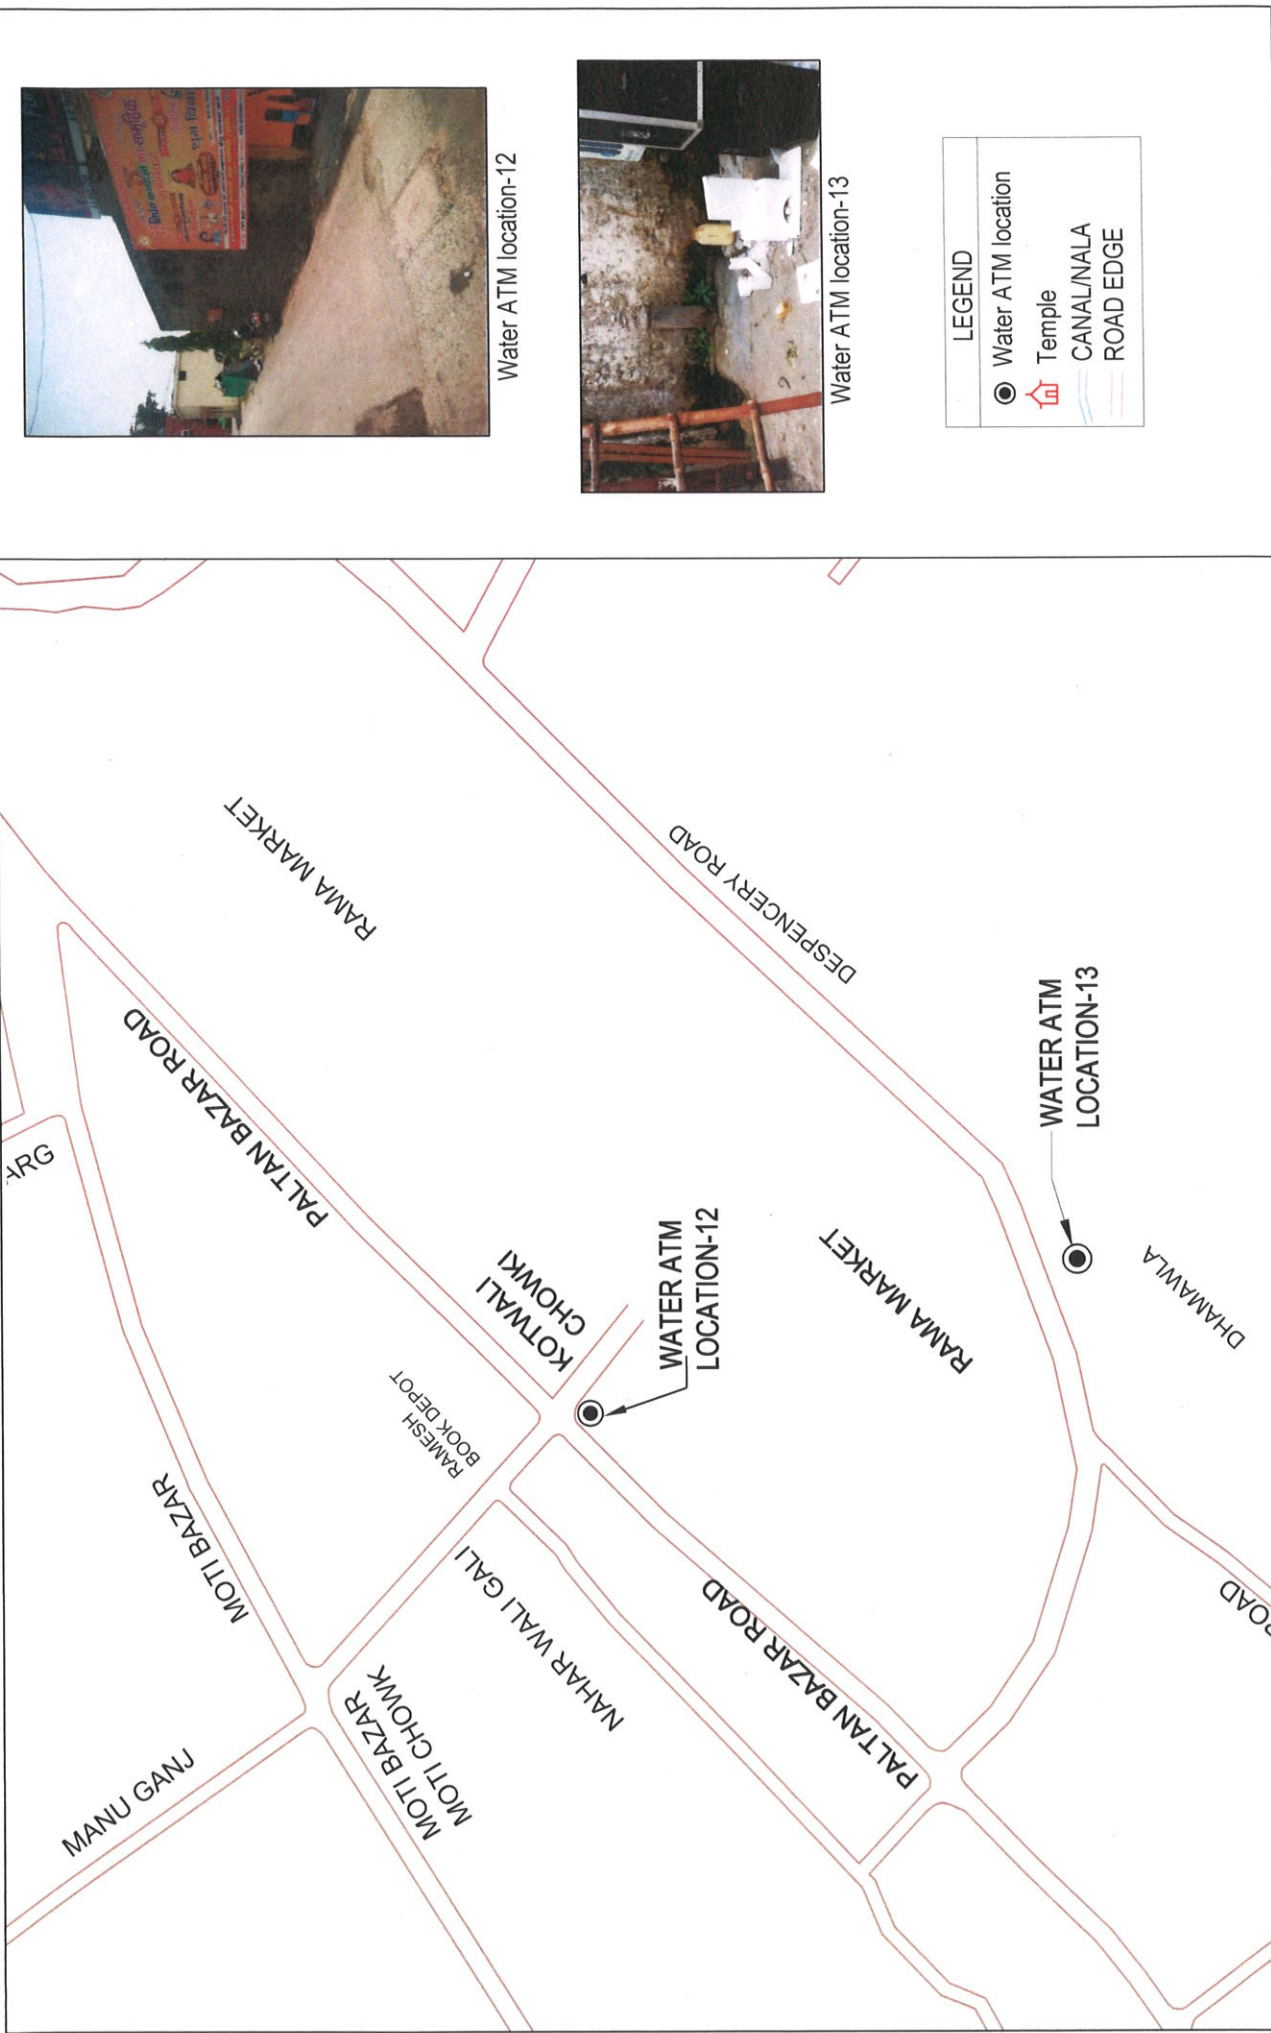 MANU GANJ
MOTI BAZAR
MOTI BAZAR
MOTI CHOWK
NAHAR WALI GALI
RAMESH
BOOK DEPOT
KOTWALI
CHOWKI
PALTAN BAZAR ROAD
PALTAN BAZAR ROAD
WATER ATM
LOCATION-12
RAMA MARKET
RAMA MARKET
DESPENCERY ROAD
WATER ATM
LOCATION-13
DHAMAWLA
ARG
ROAD
सामूहिक
Water ATM location-12
Water ATM location-13
LEGEND
Water ATM location
Temple
CANAL/NALA
ROAD EDGE